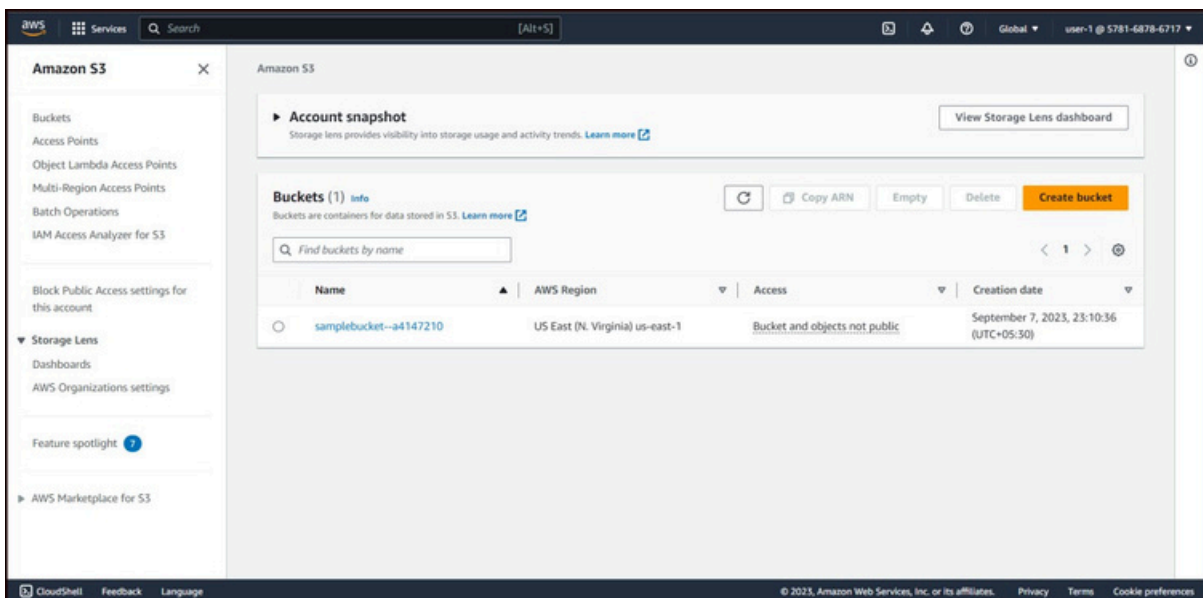 aws Services Search [Alt+S] Global user-1 @ 5781-6878-6717
Amazon S3
Buckets
Access Points
Object Lambda Access Points
Multi-Region Access Points
Batch Operations
IAM Access Analyzer for S3
Block Public Access settings for
this account
Storage Lens
Dashboards
AWS Organizations settings
Feature spotlight 7
AWS Marketplace for S3
Amazon S3
Account snapshot
Storage lens provides visibility into storage usage and activity trends. Learn more
View Storage Lens dashboard
Buckets (1) Info
Buckets are containers for data stored in S3. Learn more
Copy ARN Empty Delete Create bucket
Find buckets by name
1
Name AWS Region Access Creation date
samplebucket--a4147210 US East (N. Virginia) us-east-1 Bucket and objects not public September 7, 2023, 23:10:36
(UTC+05:30)
CloudShell Feedback Language © 2023, Amazon Web Services, Inc. or its affiliates. Privacy Terms Cookie preferences